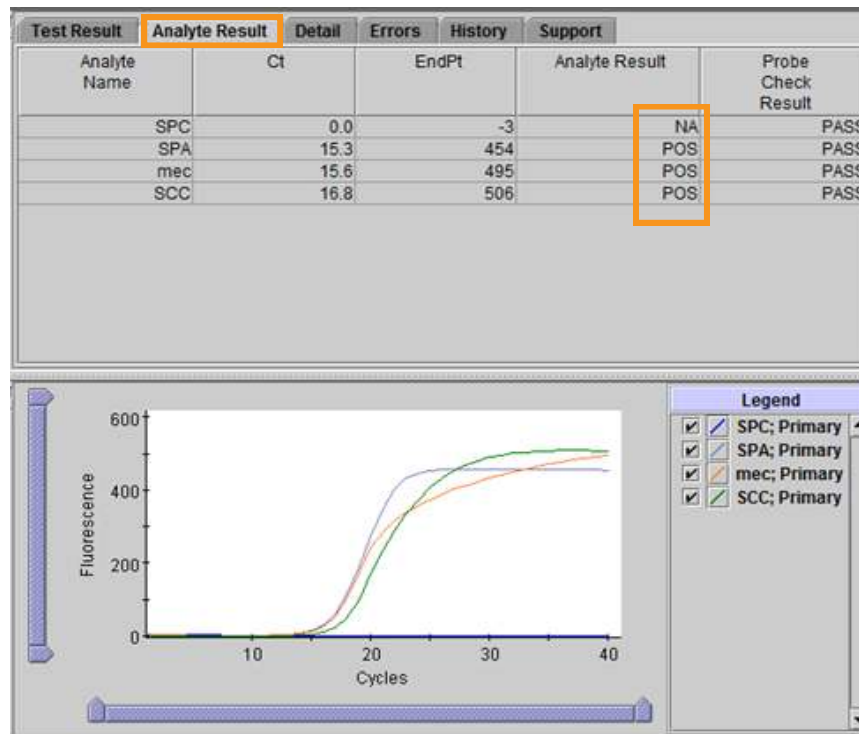 Test Result Analyte Result Detail Errors History Support
Analyte Name Ct EndPt Analyte Result Probe Check Result
SPC 0.0 -3 NA PASS
SPA 15.3 454 POS PASS
mec 15.6 495 POS PASS
SCC 16.8 506 POS PASS
Legend
SPC; Primary
SPA; Primary
mec; Primary
SCC; Primary
600
400
200
0
Fluorescence
10 20 30 40
Cycles